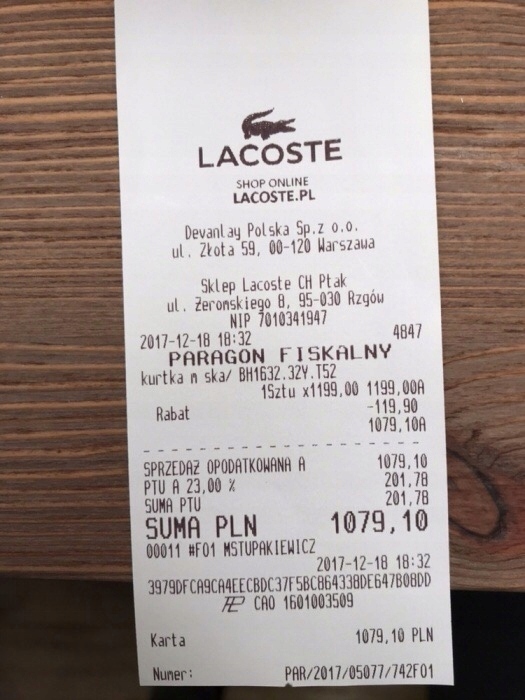 LACOSTE
SHOP ONLINE
LACOSTE.PL
Devanlay Polska Sp.z o.o.
ul. Złota 59, 00-120 Warszawa
Sklep Lacoste CH Ptak
ul. Żeromskiego 8, 95-030 Rzgów
NIP 7010341947
2017-12-18 18:32 4847
PARAGON FISKALNY
kurtka m ska/ BH1632.32Y.T52
1Sztu x1199,00 1199,00A
Rabat -119,90
1079,10A
SPRZEDAŻ OPODATKOWANA A 1079,10
PTU A 23,00 % 201,78
SUMA PTU 201,78
SUMA PLN 1079,10
00011 #F01 MSTUPAKIEWICZ
2017-12-18 18:32
3979DFCA9CA4EECBDC37F5BC864338DE647B08DD
CAO 1601003509
Karta 1079,10 PLN
Numer: PAR/2017/05077/742F01